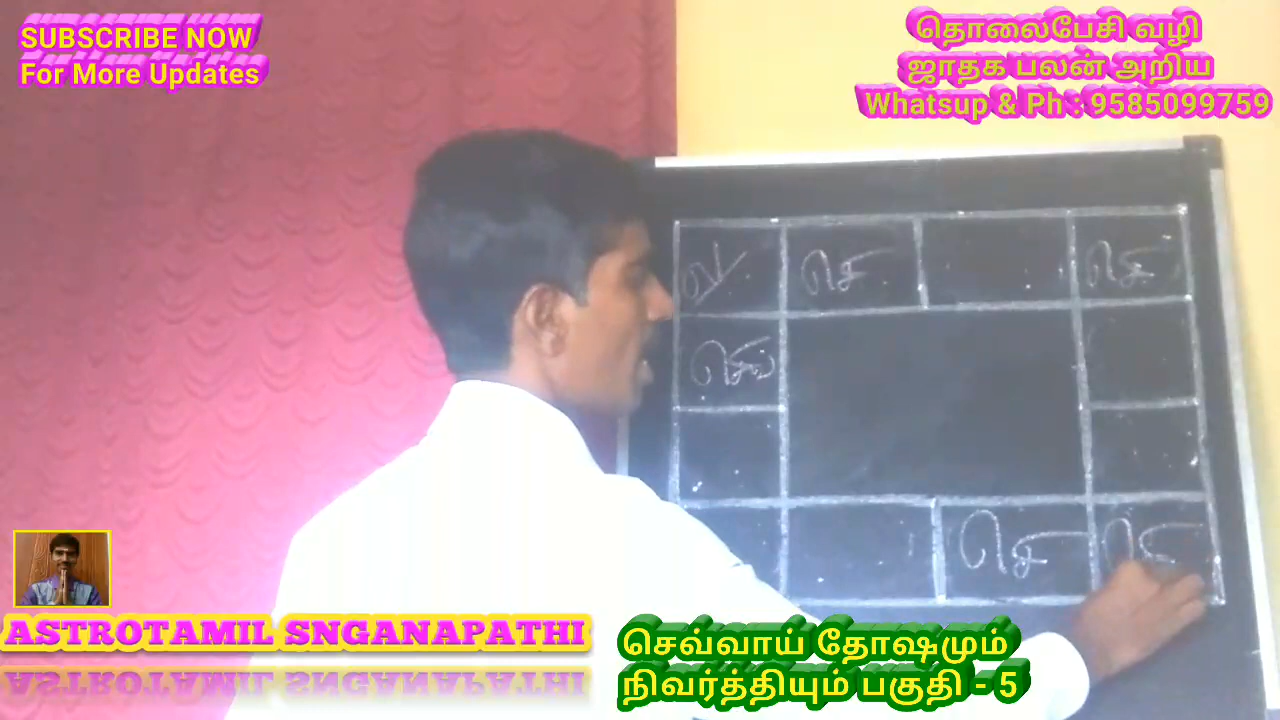 SUBSCRIBE NOW
For More Updates
தொலைபேசி வழி
ஜாதக பலன் அறிய
Whatsup & Ph : 9585099759
செ
செ
செவ்
செ
செ
ASTROTAMIL SNGANAPATHI
செவ்வாய் தோஷமும்
நிவர்த்தியும் பகுதி - 5